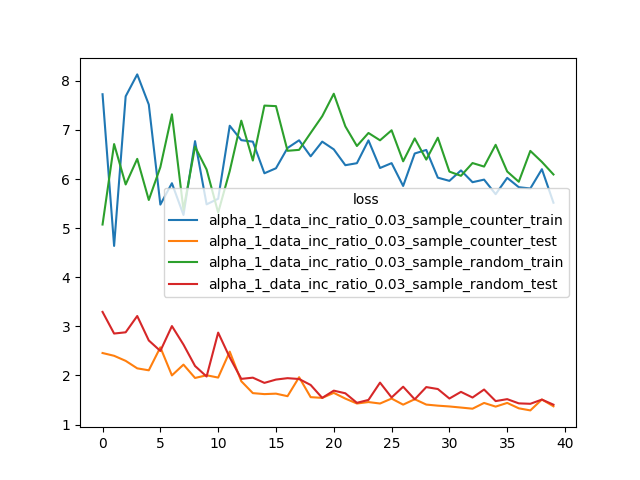 8
7
6
5
4
3
2
1
loss
alpha_1_data_inc_ratio_0.03_sample_counter_train
alpha_1_data_inc_ratio_0.03_sample_counter_test
alpha_1_data_inc_ratio_0.03_sample_random_train
alpha_1_data_inc_ratio_0.03_sample_random_test
0 5 10 15 20 25 30 35 40